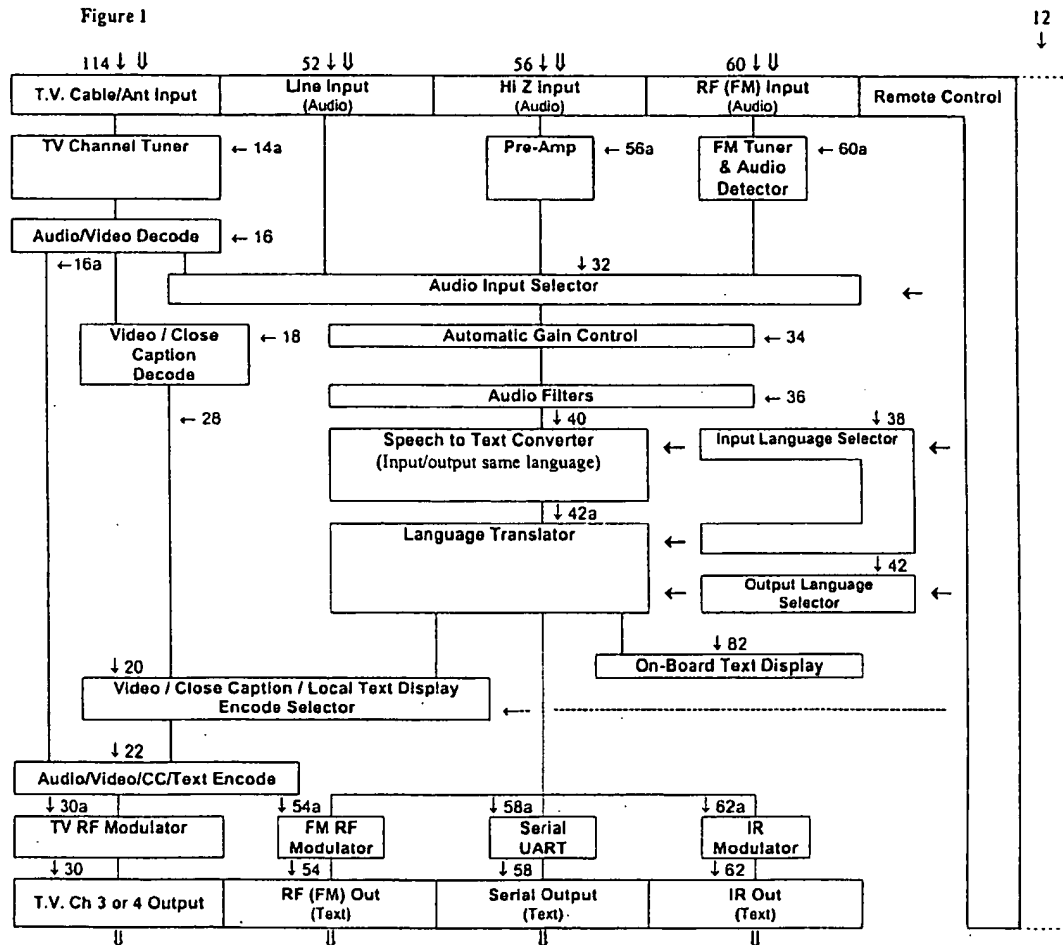 Figure 1
12
↓
114 ↓ ⇓ 52 ↓ ⇓ 56 ↓ ⇓ 60 ↓ ⇓
T.V. Cable/Ant Input
Line Input
(Audio)
Hi Z Input
(Audio)
RF (FM) Input
(Audio)
Remote Control
TV Channel Tuner
← 14a
Pre-Amp
← 56a
FM Tuner
& Audio
Detector
← 60a
Audio/Video Decode
← 16
← 16a
↓ 32
Audio Input Selector
←
Video / Close
Caption
Decode
← 18
Automatic Gain Control
← 34
Audio Filters
← 36
← 28
↓ 40
Speech to Text Converter
(Input/output same language)
←
↓ 38
Input Language Selector
←
↓ 42a
Language Translator
←
↓ 42
←
Output Language
Selector
←
↓ 82
On-Board Text Display
↓ 20
Video / Close Caption / Local Text Display
Encode Selector
←
↓ 22
Audio/Video/CC/Text Encode
↓ 30a ↓ 54a ↓ 58a ↓ 62a
TV RF Modulator
FM RF
Modulator
Serial
UART
IR
Modulator
↓ 30 ↓ 54 ↓ 58 ↓ 62
T.V. Ch 3 or 4 Output
RF (FM) Out
(Text)
Serial Output
(Text)
IR Out
(Text)
⇓ ⇓ ⇓ ⇓